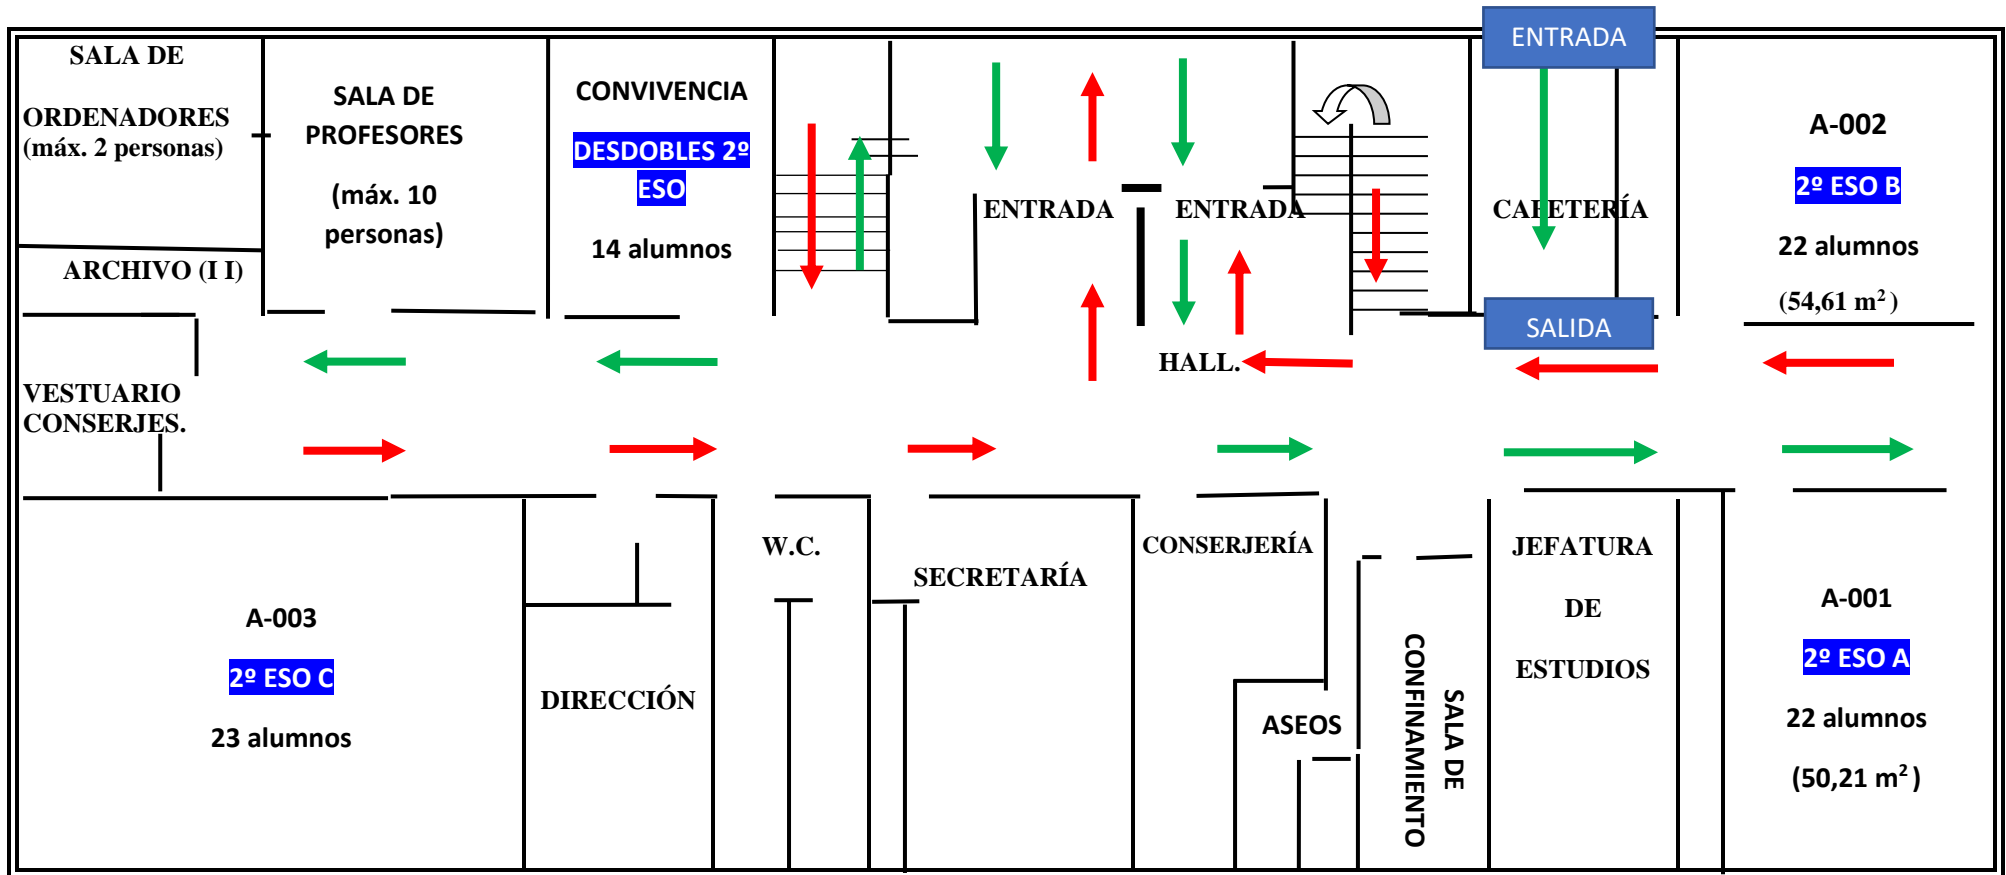 SALA DE
ORDENADORES
(máx. 2 personas)
SALA DE
PROFESORES
(máx. 10
personas)
CONVIVENCIA
DESDOBLES 2º
ESO
14 alumnos
ENTRADA
ENTRADA
ENTRADA
CAFETERÍA
SALIDA
A-002
2º ESO B
22 alumnos
(54,61 m²)
ARCHIVO (I I)
VESTUARIO
CONSERJES.
HALL.
A-003
2º ESO C
23 alumnos
DIRECCIÓN
W.C.
SECRETARÍA
CONSERJERÍA
ASEOS
SALA DE
CONFINAMIENTO
JEFATURA
DE
ESTUDIOS
A-001
2º ESO A
22 alumnos
(50,21 m²)